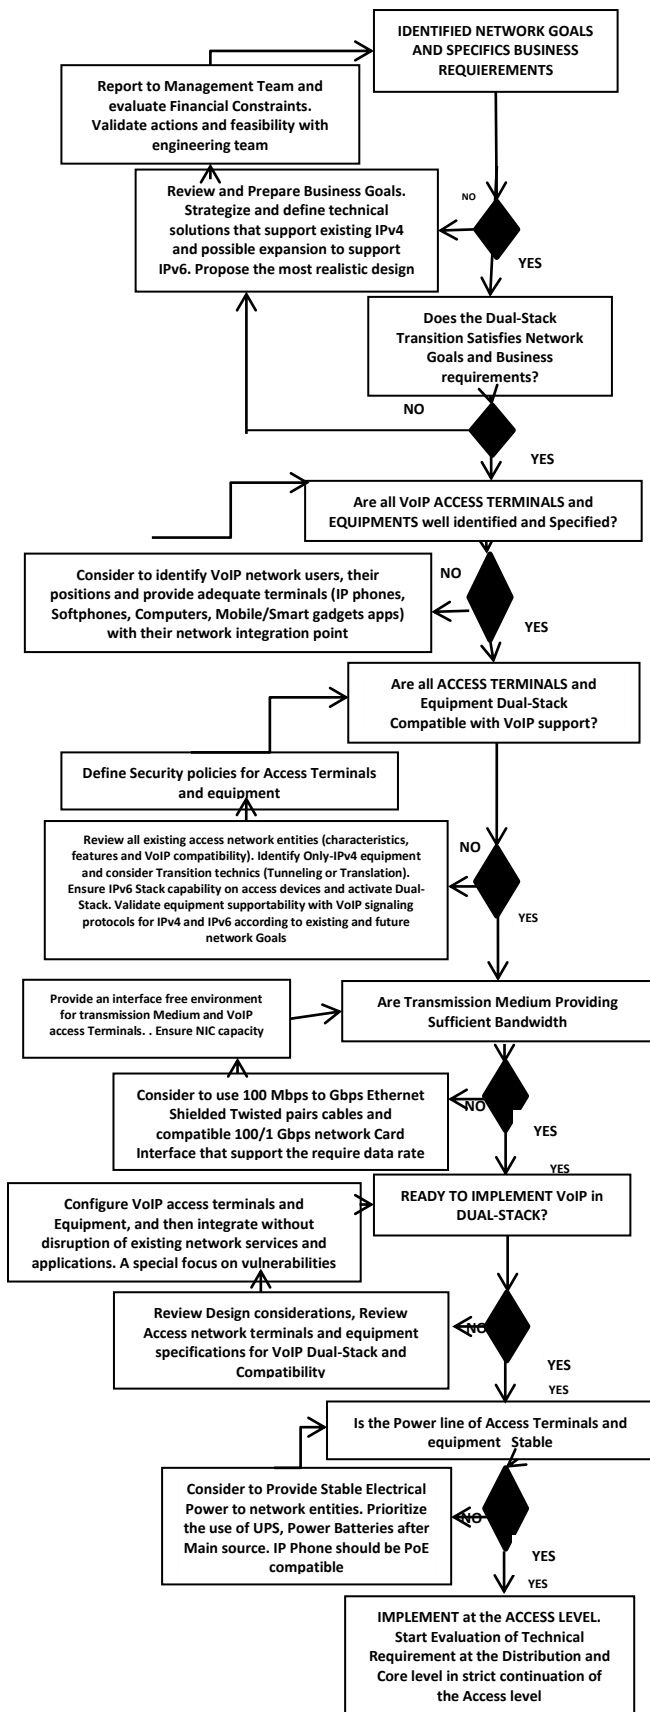 IDENTIFIED NETWORK GOALS
AND SPECIFICS BUSINESS
REQUIEREMENTS
Report to Management Team and
evaluate Financial Constraints.
Validate actions and feasibility with
engineering team
NO
Review and Prepare Business Goals.
Strategize and define technical
solutions that support existing IPv4
and possible expansion to support
IPv6. Propose the most realistic design
YES
Does the Dual-Stack
Transition Satisfies Network
Goals and Business
requirements?
NO
YES
Are all VoIP ACCESS TERMINALS and
EQUIPMENTS well identified and Specified?
NO
Consider to identify VoIP network users, their
positions and provide adequate terminals (IP phones,
Softphones, Computers, Mobile/Smart gadgets apps)
with their network integration point
YES
Are all ACCESS TERMINALS and
Equipment Dual-Stack
Compatible with VoIP support?
Define Security policies for Access Terminals
and equipment
NO
Review all existing access network entities (characteristics,
features and VoIP compatibility). Identify Only-IPv4 equipment
and consider Transition technics (Tunneling or Translation).
Ensure IPv6 Stack capability on access devices and activate Dual-
Stack. Validate equipment supportability with VoIP signaling
protocols for IPv4 and IPv6 according to existing and future
network Goals
YES
Provide an interface free environment
for transmission Medium and VoIP
access Terminals. . Ensure NIC capacity
Are Transmission Medium Providing
Sufficient Bandwidth
Consider to use 100 Mbps to Gbps Ethernet
Shielded Twisted pairs cables and
compatible 100/1 Gbps network Card
Interface that support the require data rate
NO
YES
YES
Configure VoIP access terminals and
Equipment, and then integrate without
disruption of existing network services and
applications. A special focus on vulnerabilities
READY TO IMPLEMENT VoIP in
DUAL-STACK?
Review Design considerations, Review
Access network terminals and equipment
specifications for VoIP Dual-Stack and
Compatibility
NO
YES
YES
Is the Power line of Access Terminals and
equipment Stable
Consider to Provide Stable Electrical
Power to network entities. Prioritize
the use of UPS, Power Batteries after
Main source. IP Phone should be PoE
compatible
NO
YES
YES
IMPLEMENT at the ACCESS LEVEL.
Start Evaluation of Technical
Requirement at the Distribution and
Core level in strict continuation of
the Access level